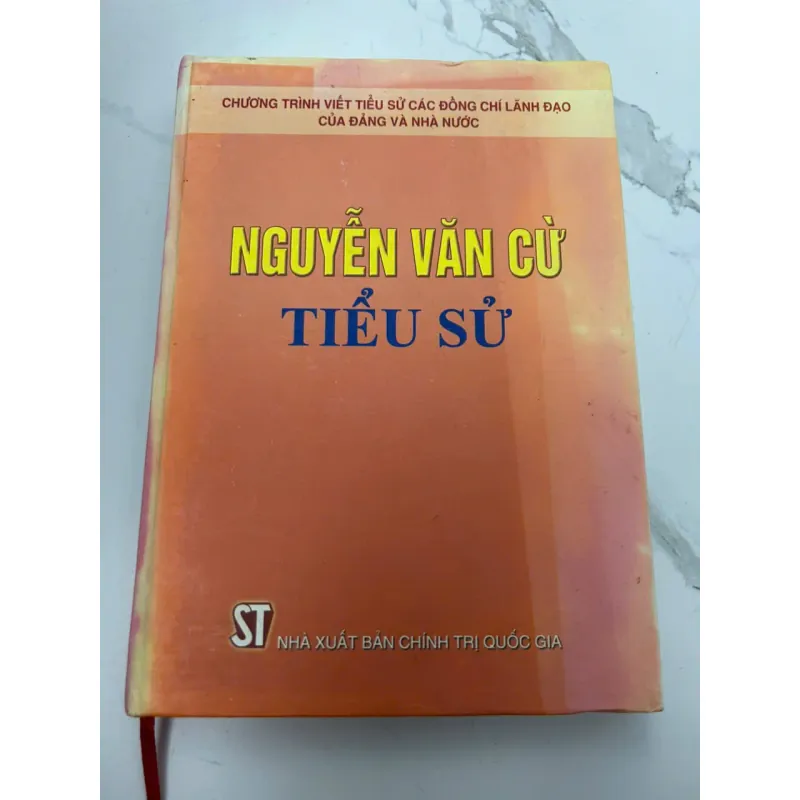 CHƯƠNG TRÌNH VIẾT TIỂU SỬ CÁC ĐỒNG CHÍ LÃNH ĐẠO
CỦA ĐẢNG VÀ NHÀ NƯỚC
NGUYỄN VĂN CỪ
TIỂU SỬ
ST NHÀ XUẤT BẢN CHÍNH TRỊ QUỐC GIA